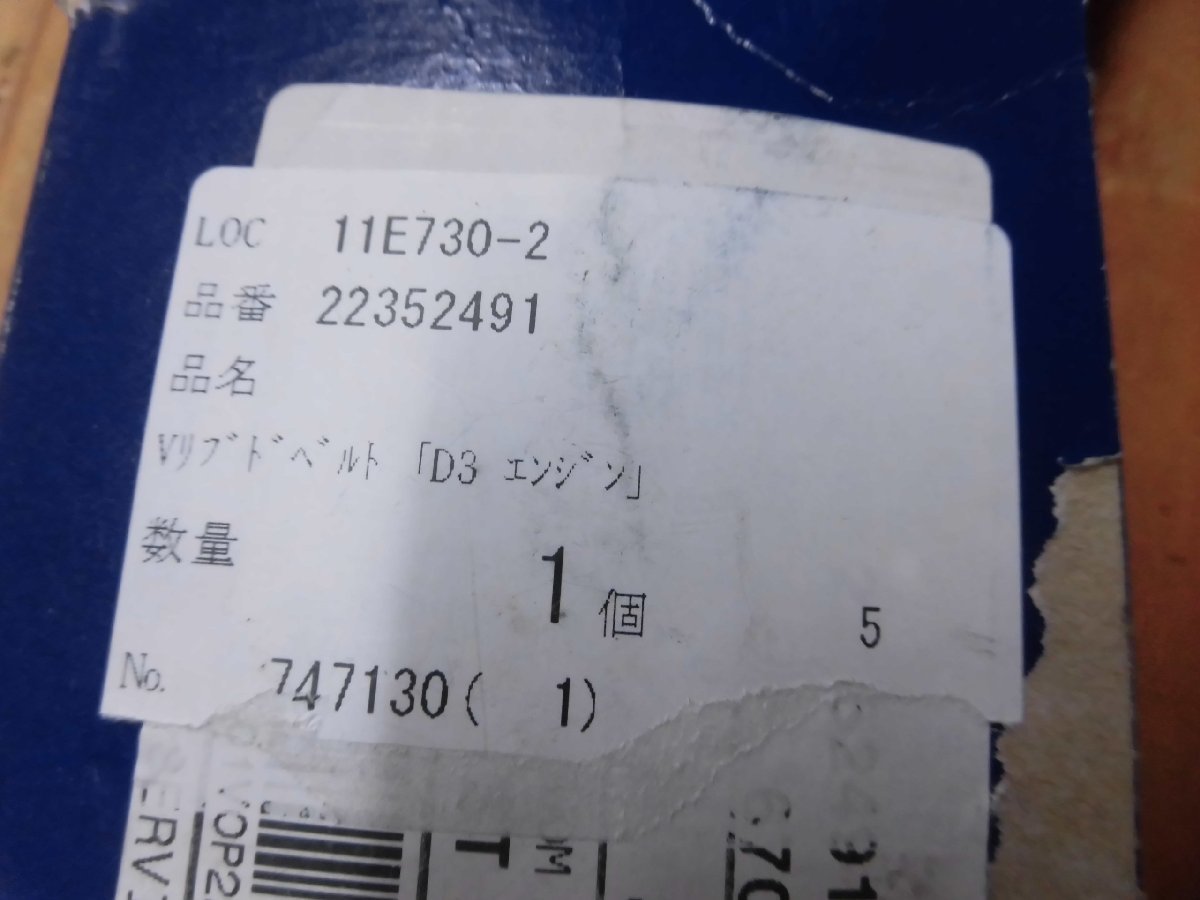 LOC 11E730-2
品番 22352491
品名
Vﾘﾌﾞﾄﾞﾍﾞﾙﾄ 「D3 ｴﾝｼﾞﾝ」
数量 1 個 5
No. 747130( 1)